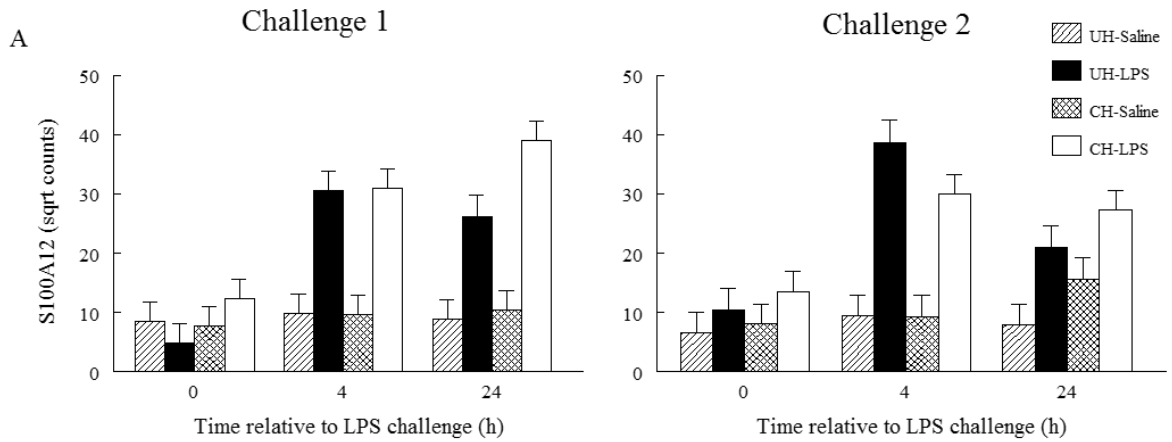 Challenge 1
Challenge 2
A
UH-Saline
UH-LPS
CH-Saline
CH-LPS
S100A12 (sqrt counts)
50
40
30
20
10
0
0
4
24
Time relative to LPS challenge (h)
50
40
30
20
10
0
0
4
24
Time relative to LPS challenge (h)